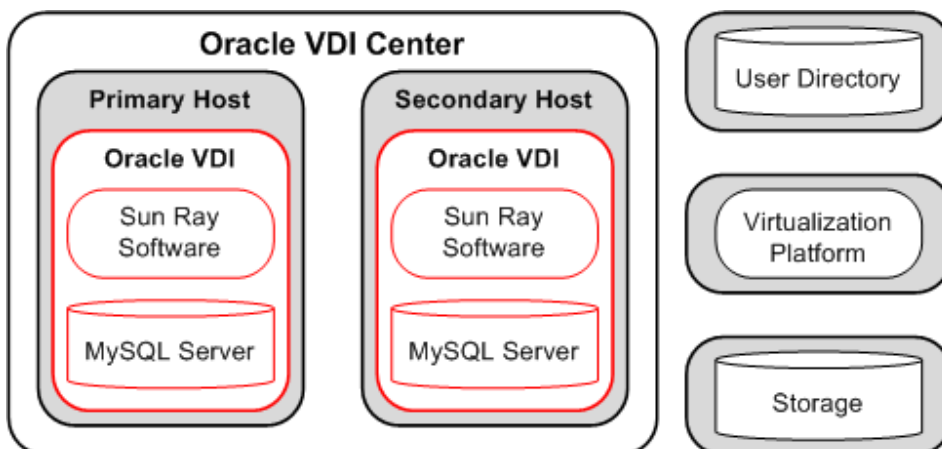 Oracle VDI Center
Primary Host
Oracle VDI
Sun Ray
Software
MySQL Server
Secondary Host
Oracle VDI
Sun Ray
Software
MySQL Server
User Directory
Virtualization
Platform
Storage